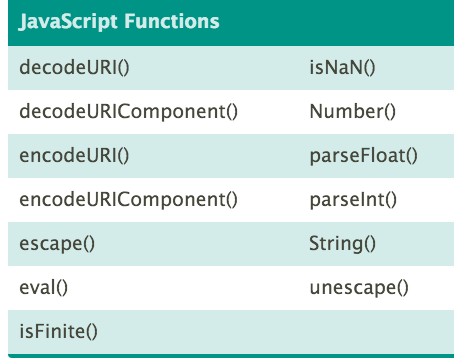 JavaScript Functions
decodeURI() isNaN()
decodeURIComponent() Number()
encodeURI() parseFloat()
encodeURIComponent() parseInt()
escape() String()
eval() unescape()
isFinite()